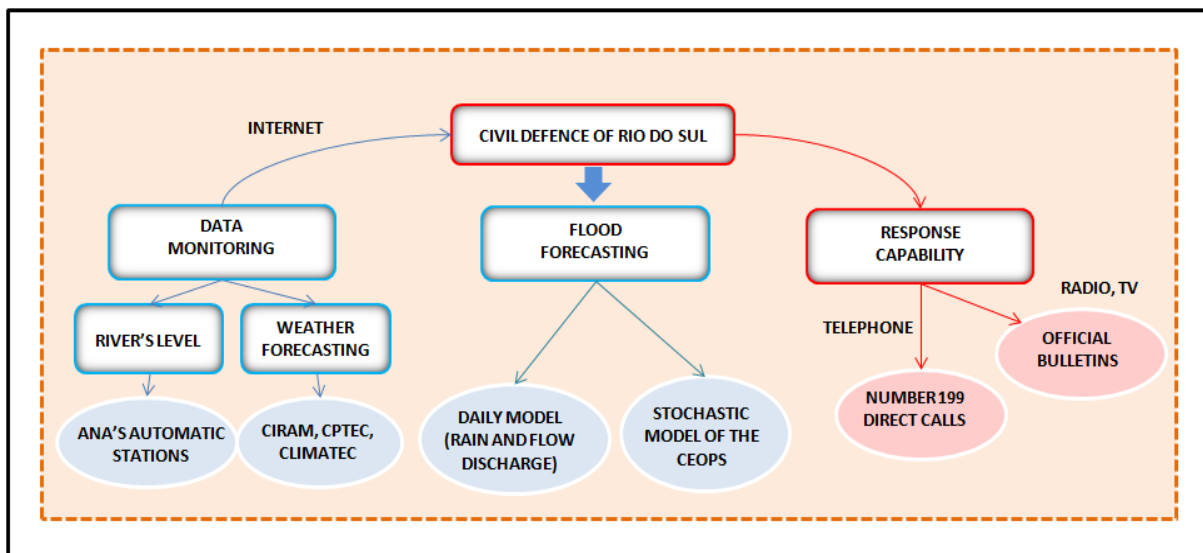 INTERNET
CIVIL DEFENCE OF RIO DO SUL
DATA
MONITORING
FLOOD
FORECASTING
RESPONSE
CAPABILITY
RIVER'S LEVEL
WEATHER
FORECASTING
TELEPHONE
RADIO, TV
OFFICIAL
BULLETINS
ANA'S AUTOMATIC
STATIONS
CIRAM, CPTEC,
CLIMATEC
DAILY MODEL
(RAIN AND FLOW
DISCHARGE)
STOCHASTIC
MODEL OF THE
CEOPS
NUMBER 199
DIRECT CALLS